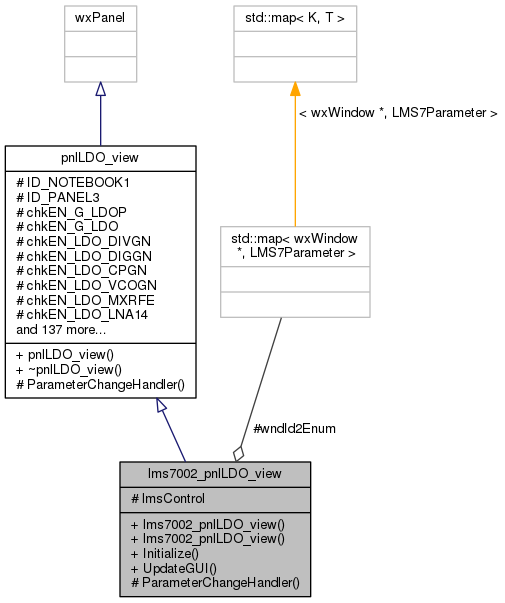 wxPanel
std::map< K, T >
< wxWindow *, LMS7Parameter >
pnlLDO_view
# ID_NOTEBOOK1
# ID_PANEL3
# chkEN_G_LDOP
# chkEN_G_LDO
# chkEN_LDO_DIVGN
# chkEN_LDO_DIGGN
# chkEN_LDO_CPGN
# chkEN_LDO_VCOGN
# chkEN_LDO_MXRFE
# chkEN_LDO_LNA14
and 137 more...
+ pnlLDO_view()
+ ~pnlLDO_view()
# ParameterChangeHandler()
std::map< wxWindow
*, LMS7Parameter >
#wndId2Enum
lms7002_pnlLDO_view
# lmsControl
+ lms7002_pnlLDO_view()
+ lms7002_pnlLDO_view()
+ Initialize()
+ UpdateGUI()
# ParameterChangeHandler()